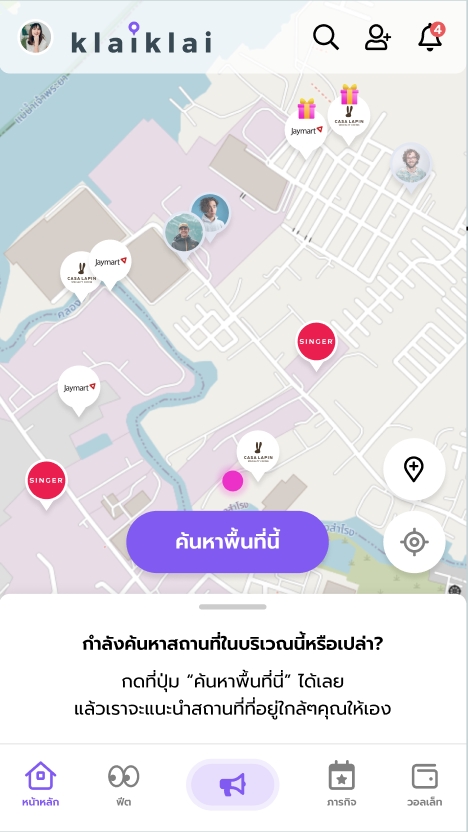 klaiklai
4
Jaymart
CASA LAPIN
Jaymart
CASA LAPIN
SINGER
Jaymart
CASA LAPIN
SINGER
ค้นหาพื้นที่นี้
กำลังค้นหาสถานที่ในบริเวณนี้หรือเปล่า?
กดที่ปุ่ม “ค้นหาพื้นที่นี่” ได้เลย
แล้วเราจะแนะนำสถานที่ที่อยู่ใกล้ๆคุณให้เอง
หน้าหลัก
ฟีด
ภารกิจ
วอลเล็ท